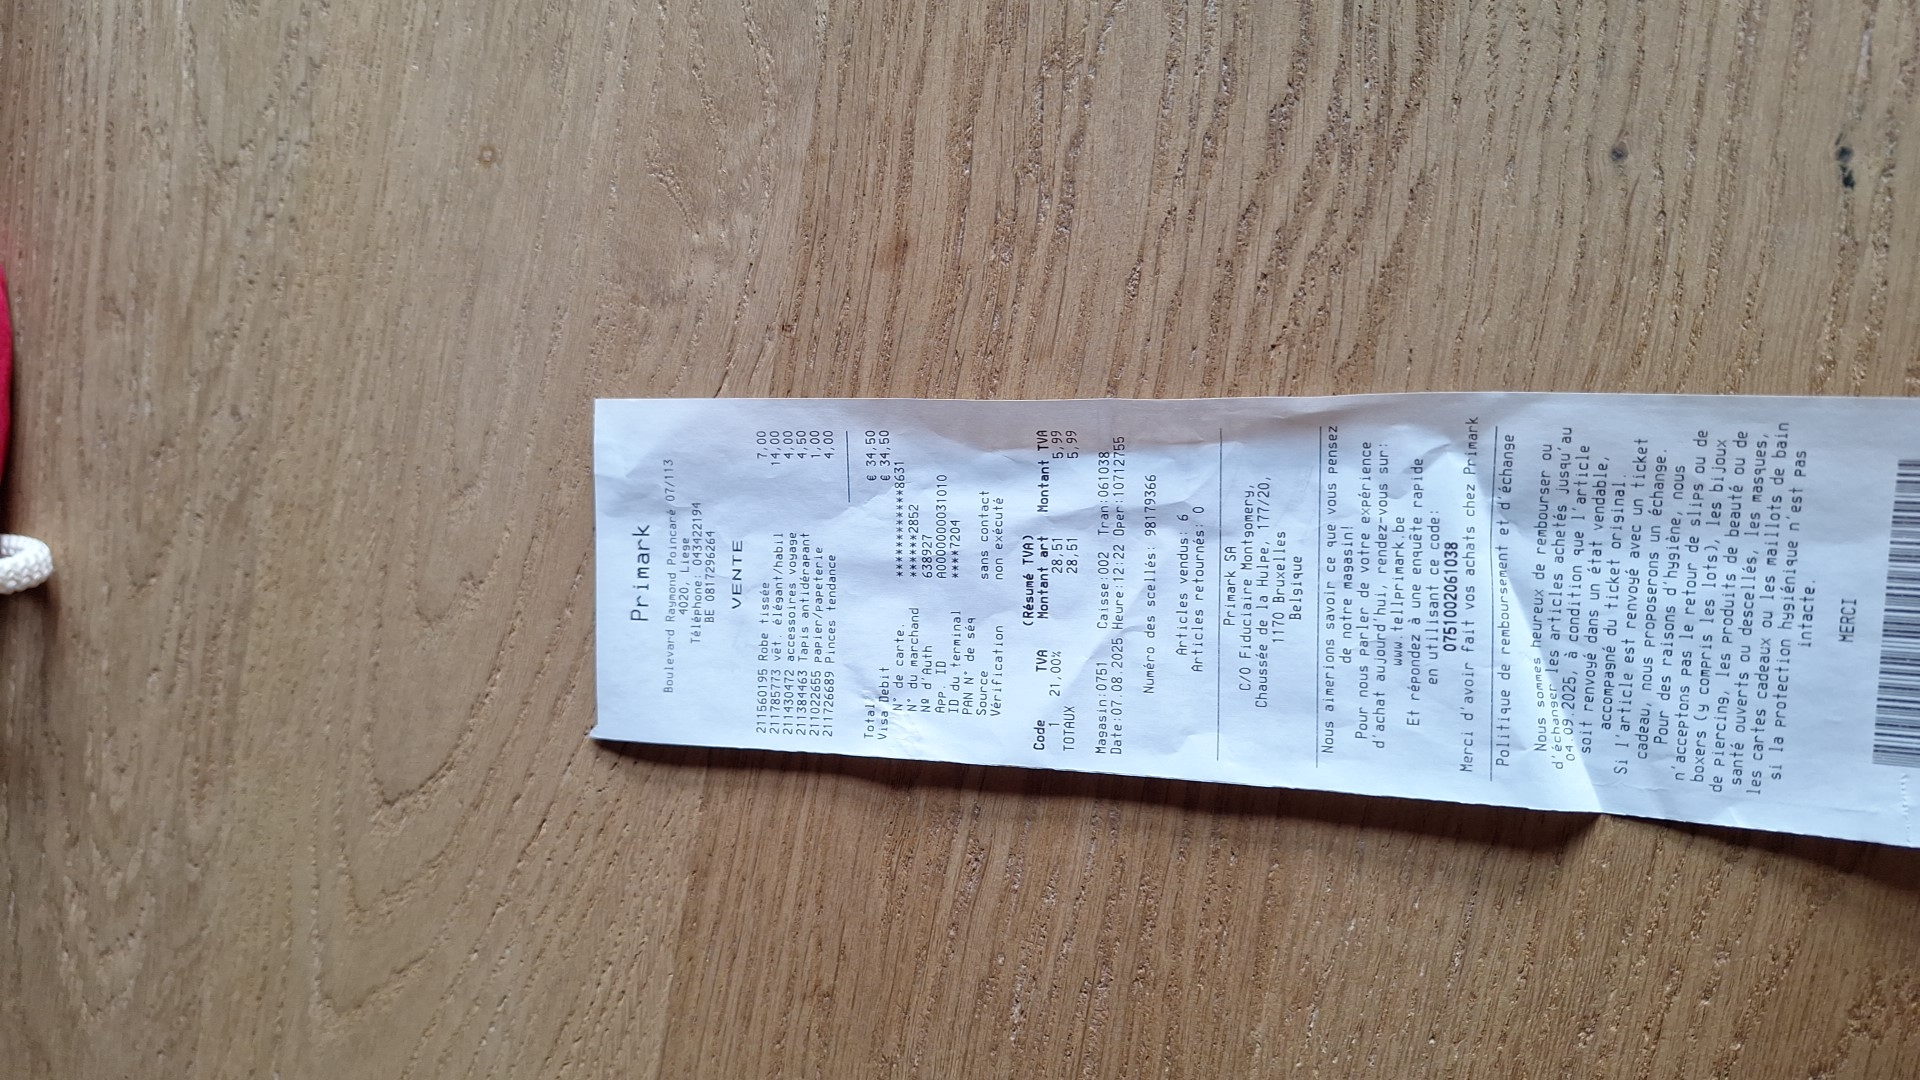 Primark
Boulevard Raymond Poincaré 07/113
4020, Liege
Téléphone: 043422194
BE 0817296264
VENTE
211560195 Robe tissée 7,00
211785773 vêt. élégant/habil 14,00
211430472 accessoires voyage 4,00
211384463 Tapis antidérapant 4,50
211022655 papier/papeterie 1,00
211726689 Pinces tendance 4,00
Total € 34,50
Visa Debit € 34,50
N° de carte. ************8631
N° du marchand ******2852
Nº d'Auth 638927
App. ID A0000000031010
ID du terminal ****7204
PAN N° de séq
Source sans contact
Vérification non exécuté
(Résumé TVA)
Code TVA Montant art Montant TVA
1 21,00% 28,51 5,99
TOTAUX 28,51 5,99
Magasin:0751 Caisse:002 Tran:061038
Date:07.08.2025 Heure:12:22 Oper:10712755
Numéro des scellés: 98179366
Articles vendus: 6
Articles retournés: 0
Primark SA
C/O Fiduciaire Montgomery,
Chaussée de la Hulpe, 177/20,
1170 Bruxelles
Belgique
Nous aimerions savoir ce que vous pensez
de notre magasin!
Pour nous parler de votre expérience
d'achat aujourd'hui, rendez-vous sur:
www.tellprimark.be
Et répondez à une enquête rapide
en utilisant ce code:
075100206 1038
Merci d'avoir fait vos achats chez Primark
Politique de remboursement et d'échange
Nous sommes heureux de rembourser ou
d'échanger les articles achetés jusqu'au
04.09.2025, à condition que l'article
soit renvoyé dans un état vendable,
accompagné du ticket original.
Si l'article est renvoyé avec un ticket
cadeau, nous proposerons un échange.
Pour des raisons d'hygiène, nous
n'acceptons pas le retour de slips ou de
boxers (y compris les lots), les bijoux
de piercing, les produits de beauté ou de
santé ouverts ou descellés, les masques,
les cartes cadeaux ou les maillots de bain
si la protection hygiénique n'est pas
intacte.
MERCI